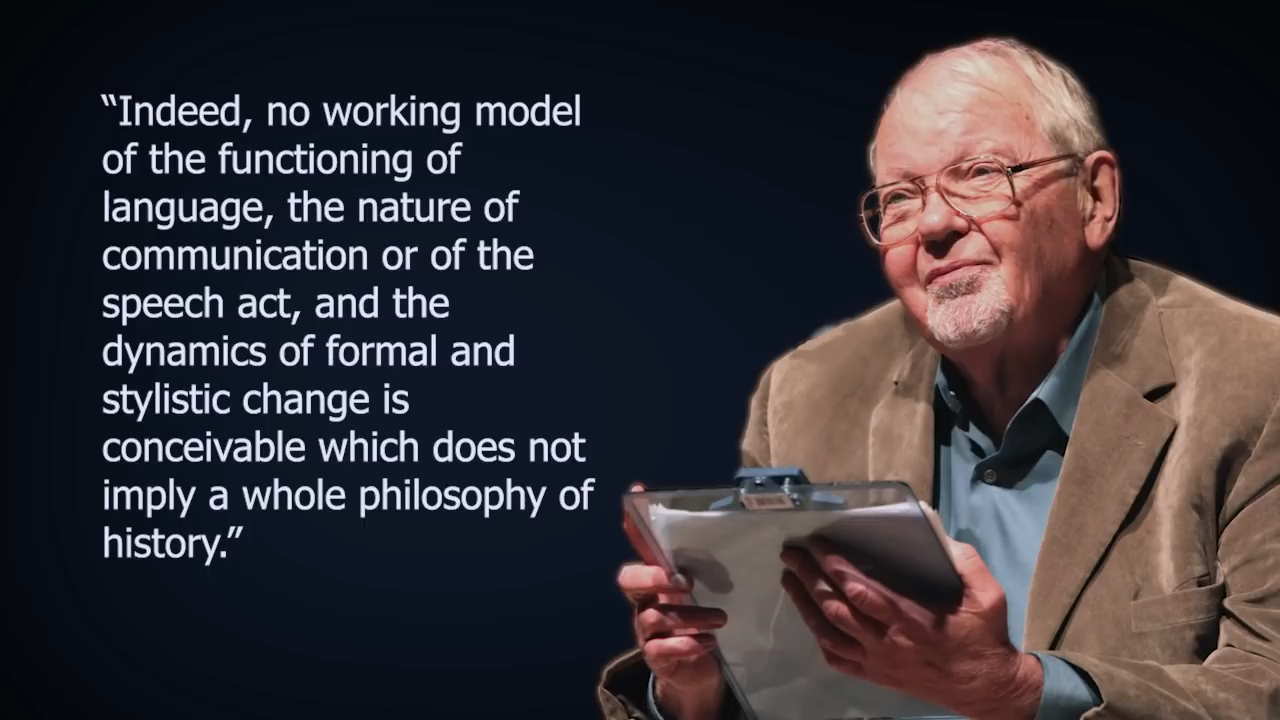 “Indeed, no working model
of the functioning of
language, the nature of
communication or of the
speech act, and the
dynamics of formal and
stylistic change is
conceivable which does not
imply a whole philosophy of
history.”